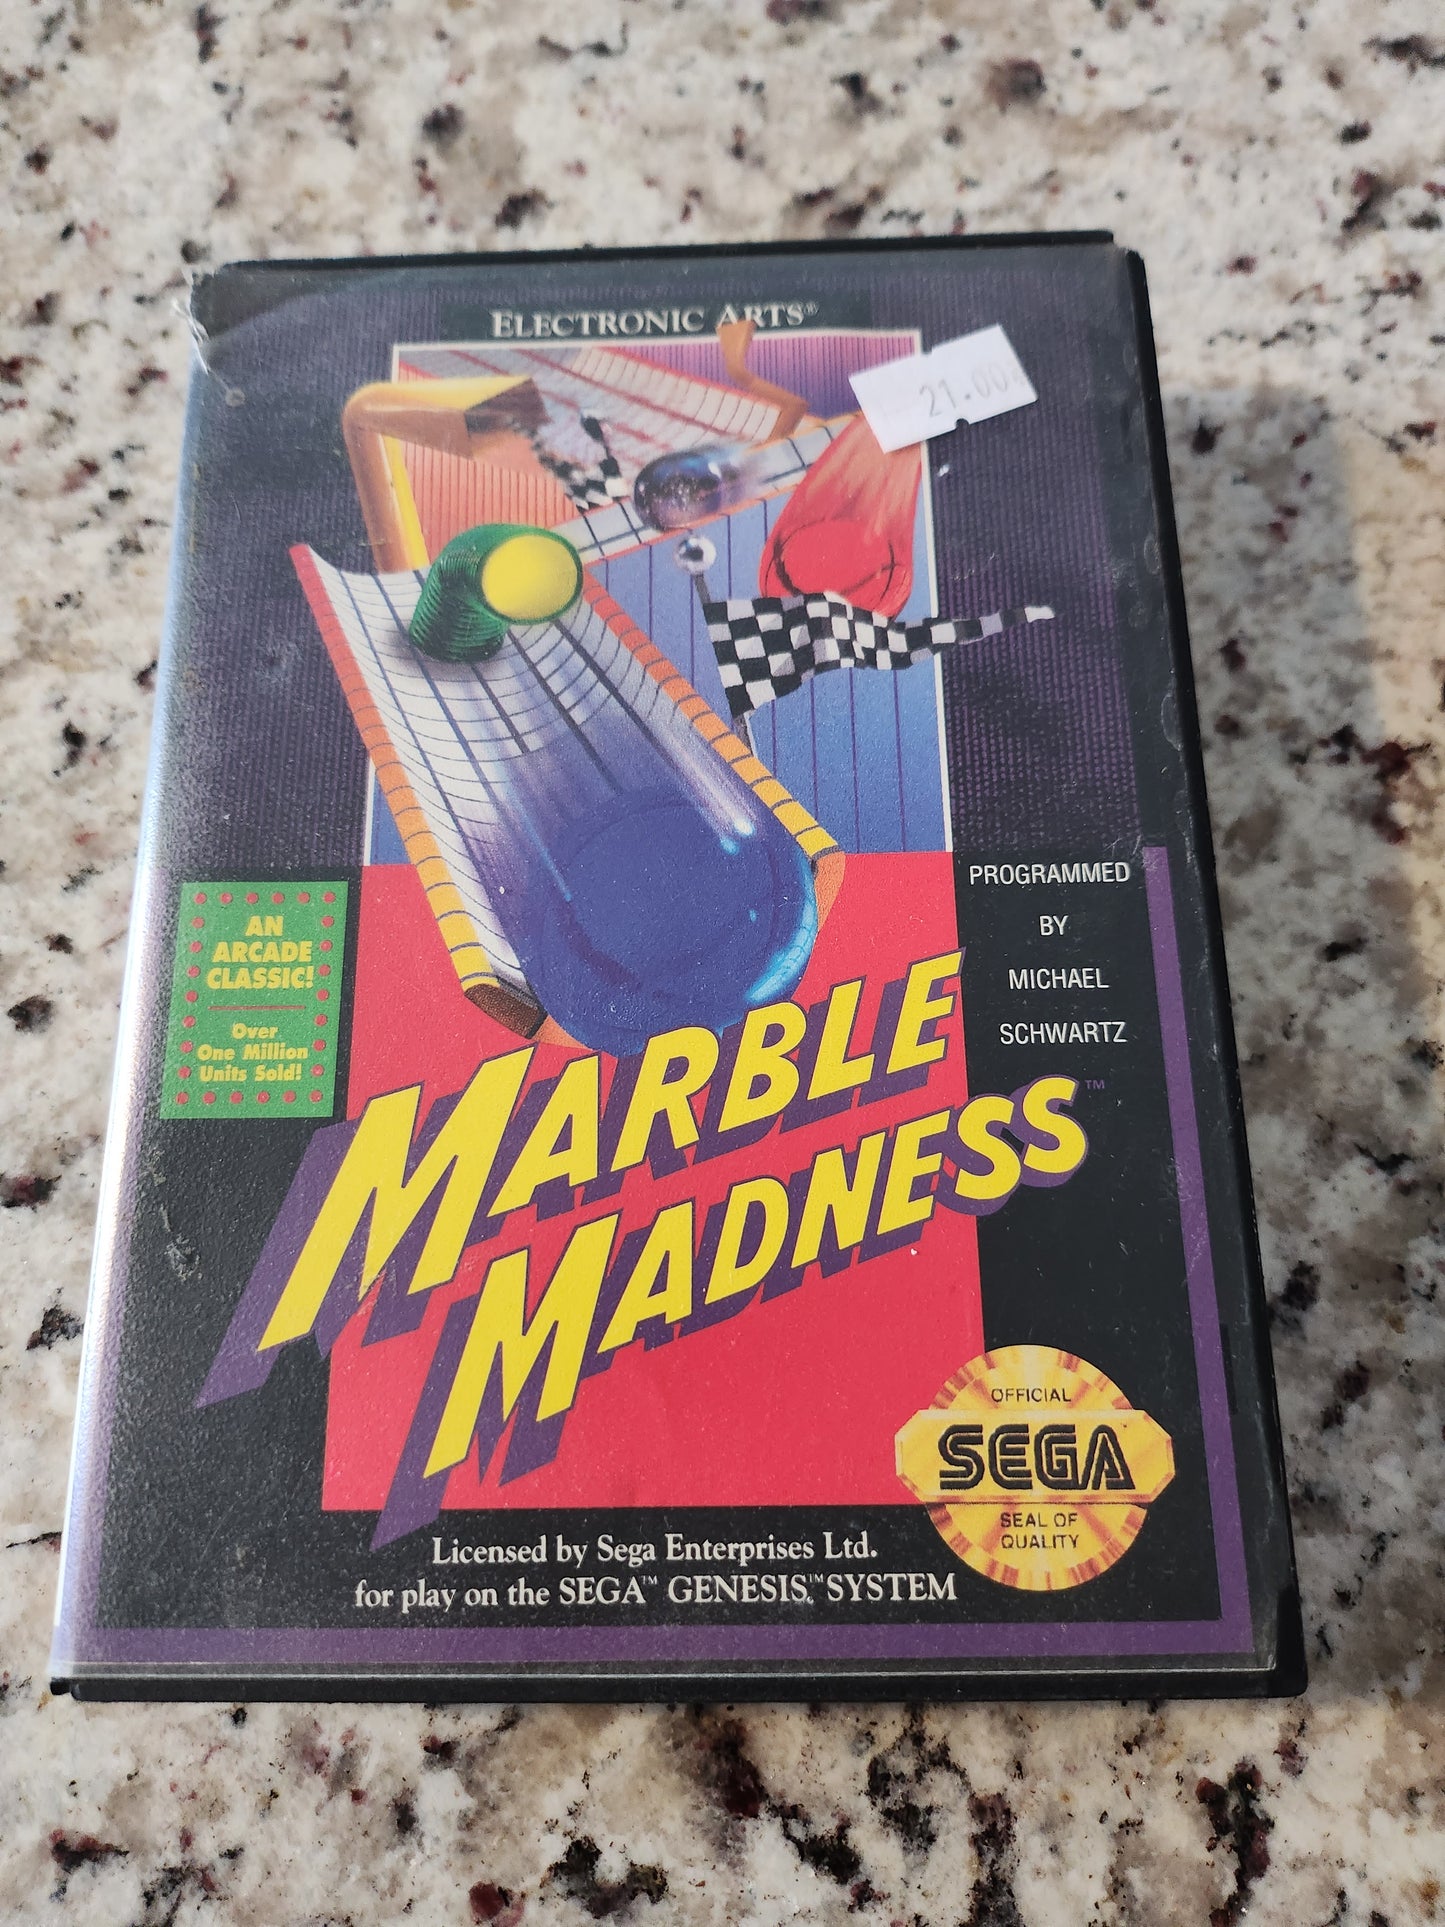 ELECTRONIC ARTS®
21.00
AN
ARCADE
CLASSIC!
Over
One Million
Units Sold!
PROGRAMMED
BY
MICHAEL
SCHWARTZ
MARBLE
MADNESS™
OFFICIAL
SEGA
SEAL OF
QUALITY
Licensed by Sega Enterprises Ltd.
for play on the SEGA™ GENESIS™ SYSTEM